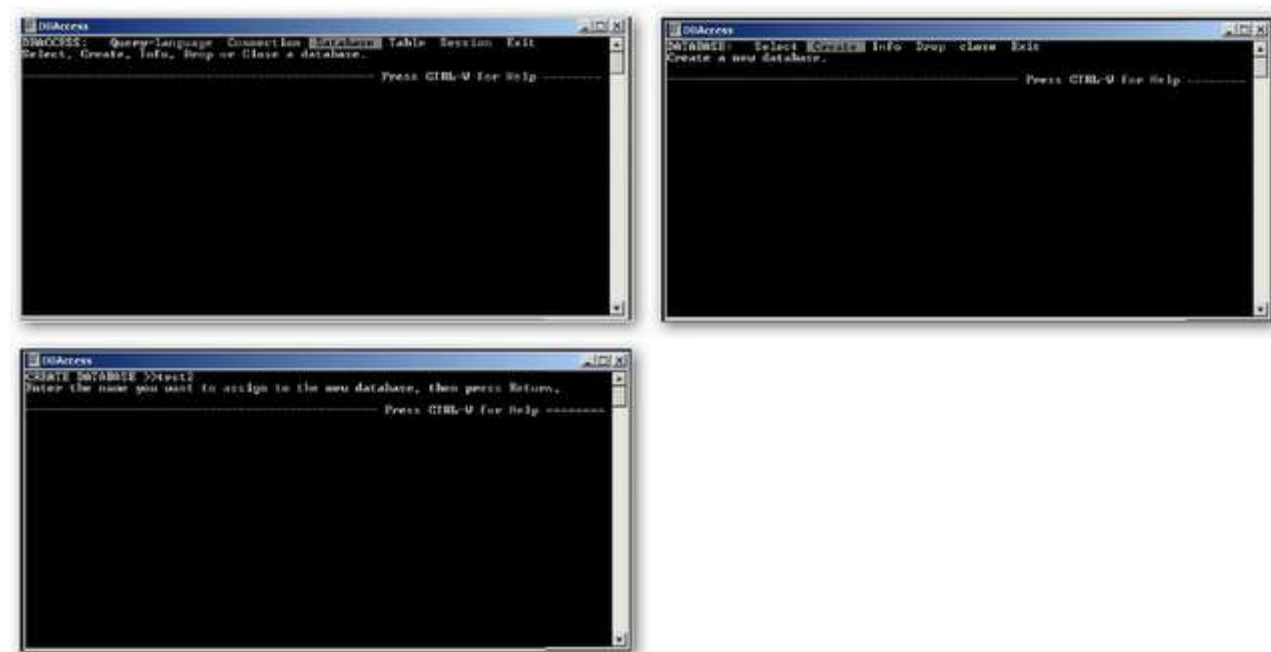 DBAccess
DBACCESS: Query-language Connection Database Table Session Exit
Select, Create, Info, Drop or Close a database.
Press CTRL-W for Help
DBAccess
DATABASE: Select Create Info Drop close Exit
Create a new database.
Press CTRL-W for Help
DBAccess
CREATE DATABASE >>test2
Enter the name you want to assign to the new database, then press Return.
Press CTRL-W for Help